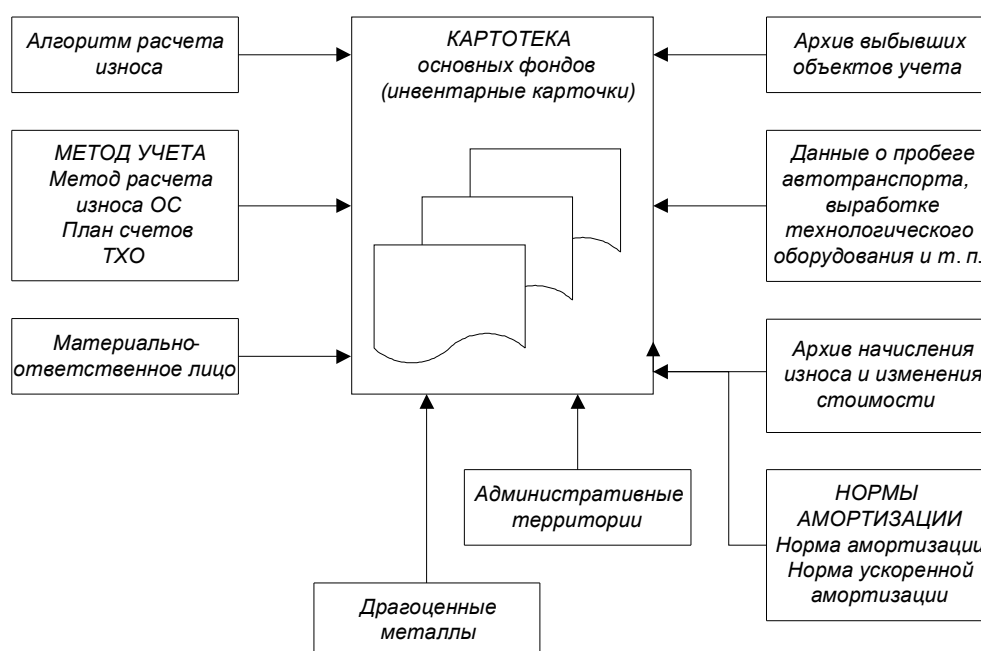 Алгоритм расчета
износа
МЕТОД УЧЕТА
Метод расчета
износа ОС
План счетов
ТХО
Материально-
ответственное лицо
КАРТОТЕКА
основных фондов
(инвентарные карточки)
Архив выбывших
объектов учета
Данные о пробеге
автотранспорта,
выработке
технологического
оборудования и т. п.
Архив начисления
износа и изменения
стоимости
НОРМЫ
АМОРТИЗАЦИИ
Норма амортизации
Норма ускоренной
амортизации
Административные
территории
Драгоценные
металлы